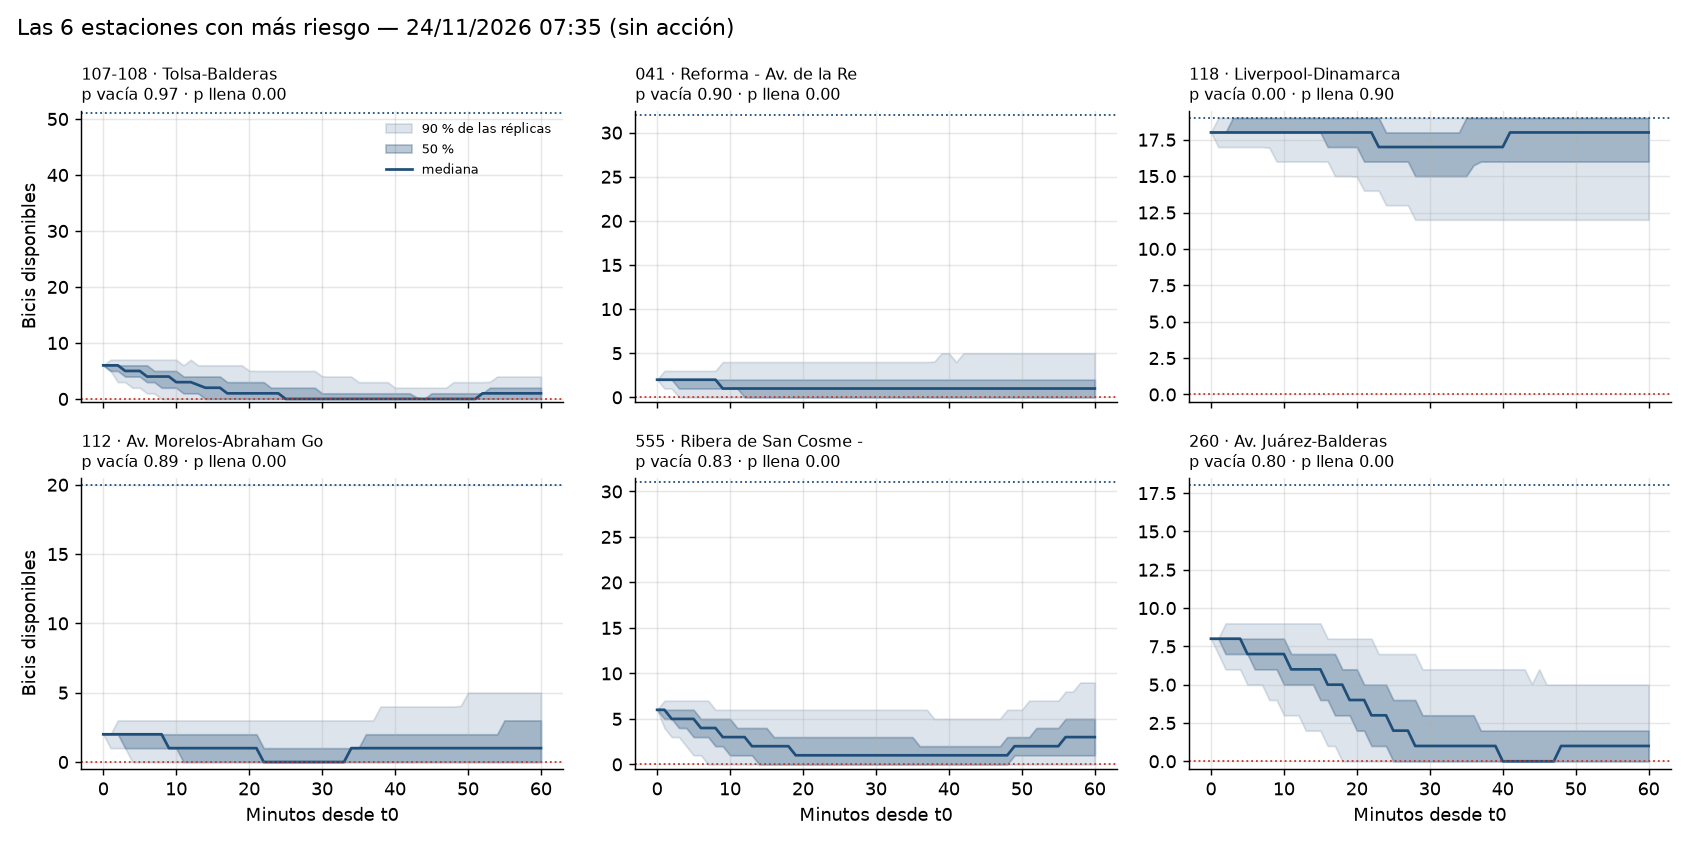 Las 6 estaciones con más riesgo — 24/11/2026 07:35 (sin acción)
107-108 · Tolsa-Balderas
p vacía 0.97 · p llena 0.00
50
40
30
20
10
0
Bicis disponibles
90 % de las réplicas
50 %
mediana
041 · Reforma - Av. de la Re
p vacía 0.90 · p llena 0.00
30
25
20
15
10
5
0
118 · Liverpool-Dinamarca
p vacía 0.00 · p llena 0.90
17.5
15.0
12.5
10.0
7.5
5.0
2.5
0.0
112 · Av. Morelos-Abraham Go
p vacía 0.89 · p llena 0.00
20
15
10
5
0
Bicis disponibles
0 10 20 30 40 50 60
Minutos desde t0
555 · Ribera de San Cosme -
p vacía 0.83 · p llena 0.00
30
25
20
15
10
5
0
0 10 20 30 40 50 60
Minutos desde t0
260 · Av. Juárez-Balderas
p vacía 0.80 · p llena 0.00
17.5
15.0
12.5
10.0
7.5
5.0
2.5
0.0
0 10 20 30 40 50 60
Minutos desde t0